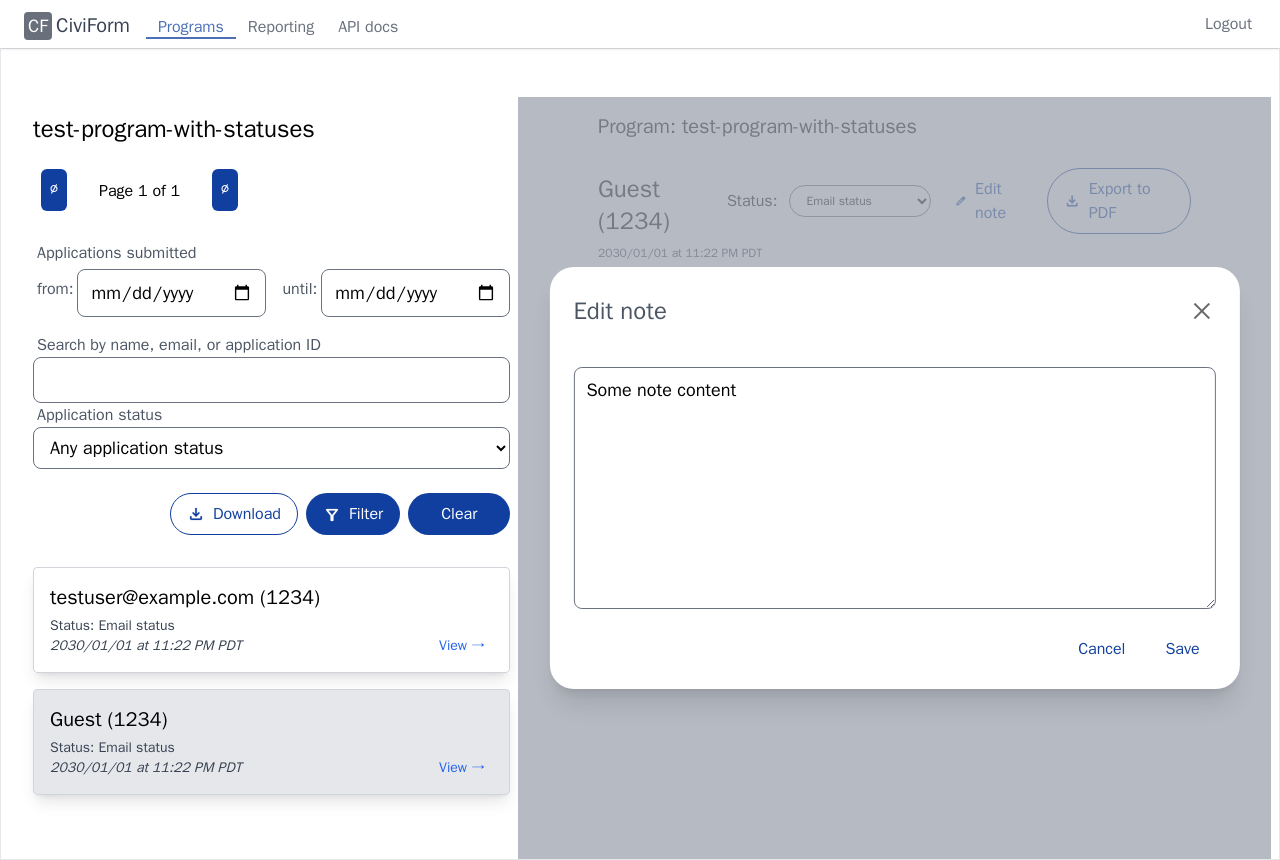 CF CiviForm Programs Reporting API docs Logout
test-program-with-statuses
Page 1 of 1
Applications submitted
from: mm/dd/yyyy until: mm/dd/yyyy
Search by name, email, or application ID
Application status
Any application status
Download Filter Clear
testuser@example.com (1234)
Status: Email status
2030/01/01 at 11:22 PM PDT View →
Guest (1234)
Status: Email status
2030/01/01 at 11:22 PM PDT View →
Program: test-program-with-statuses
Guest
(1234)
Status: Email status
Edit
note
Export to
PDF
2030/01/01 at 11:22 PM PDT
Edit note
Some note content
Cancel Save